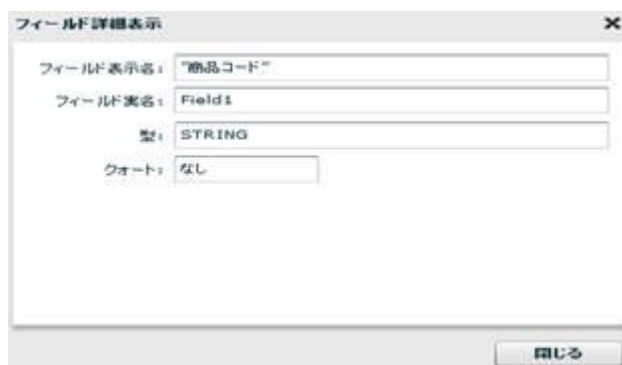 フィールド詳細表示
フィールド表示名: "商品コード"
フィールド実名: Field1
型: STRING
クォート: なし
閉じる